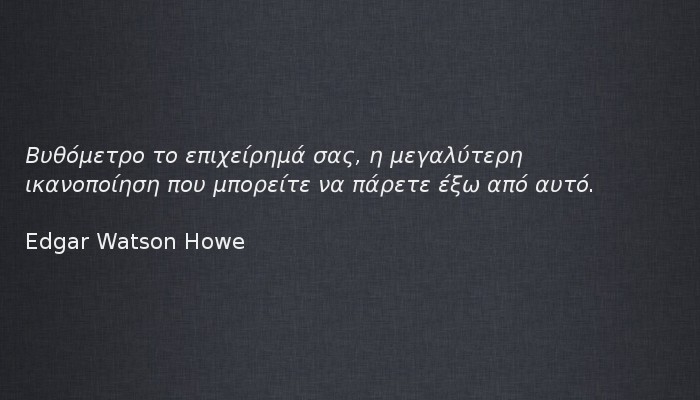 Βυθόμετρο το επιχείρημά σας, η μεγαλύτερη
ικανοποίηση που μπορείτε να πάρετε έξω από αυτό.
Edgar Watson Howe